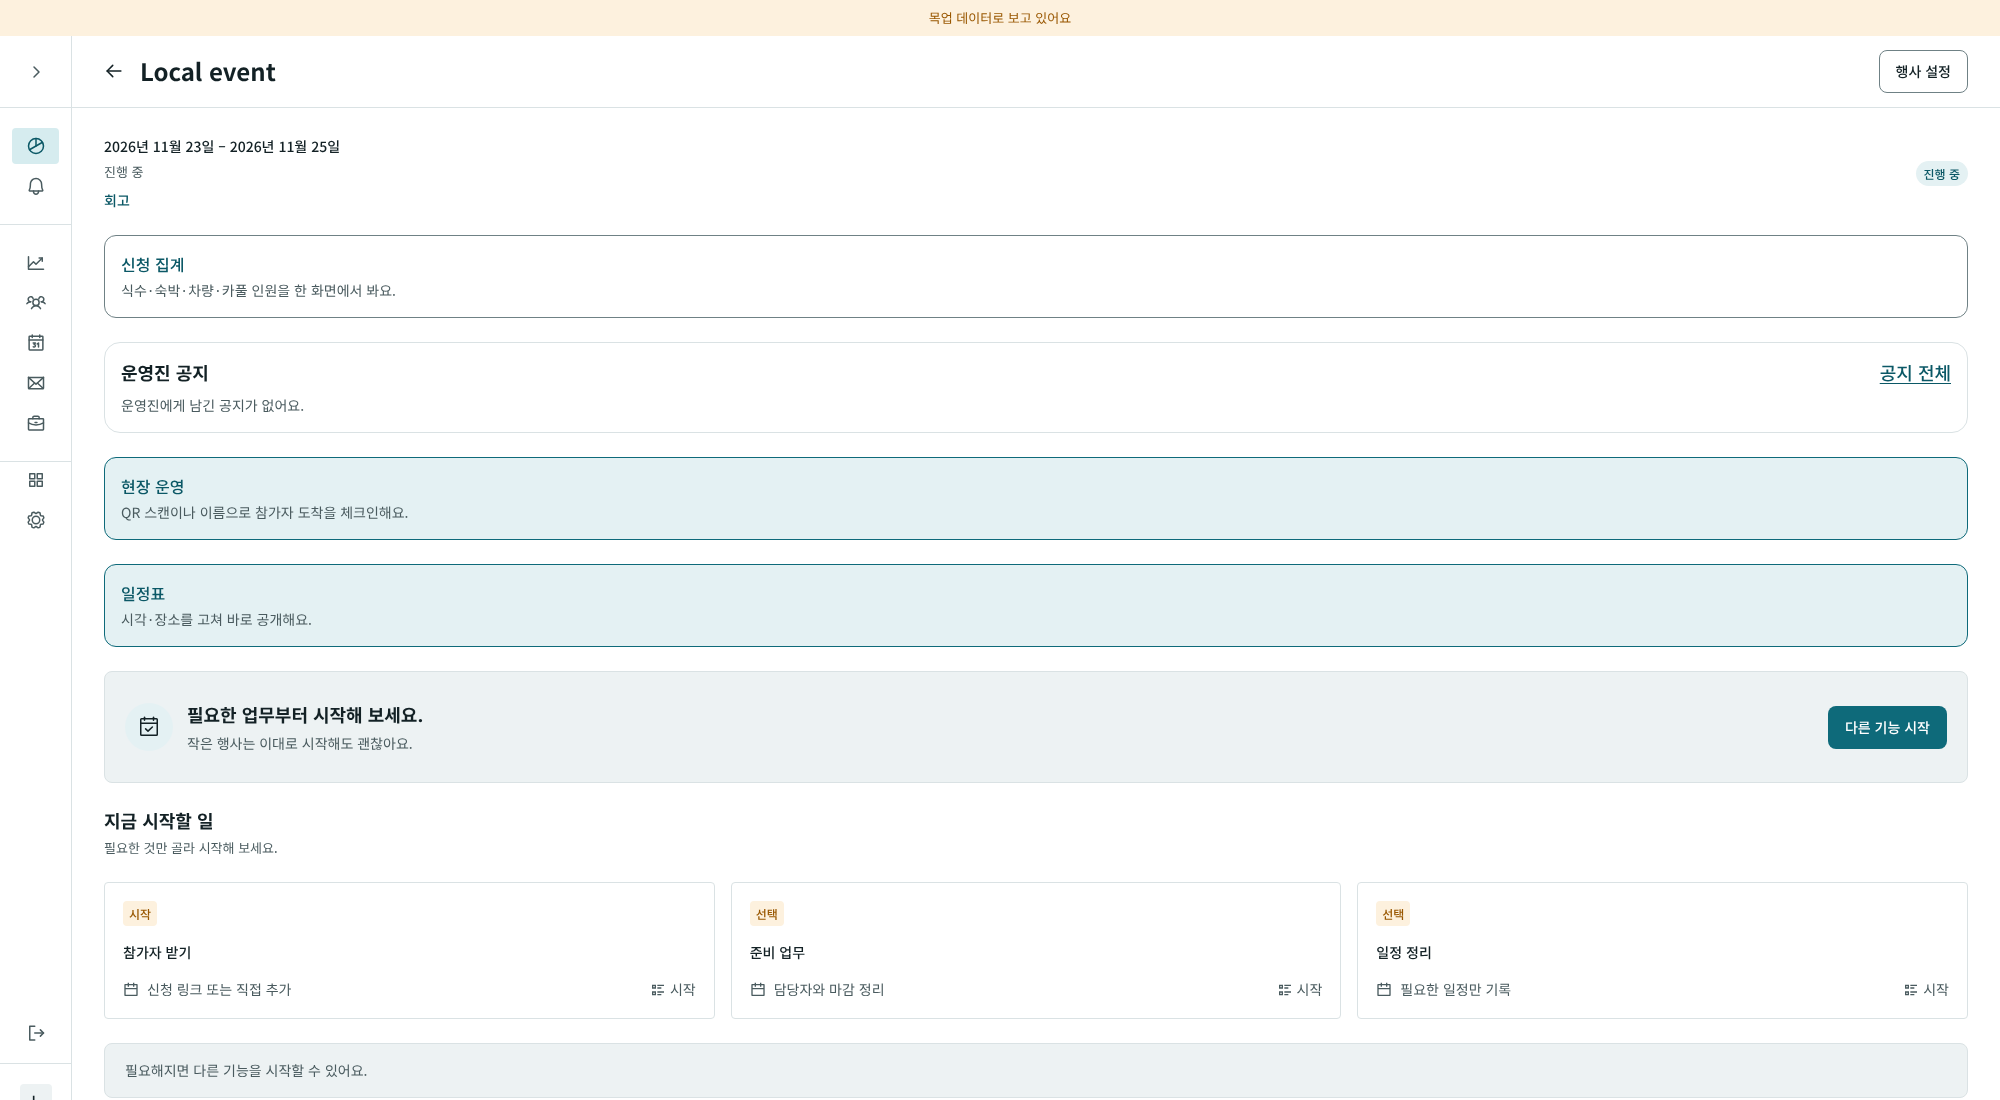 목업 데이터로 보고 있어요
Local event
행사 설정
2026년 11월 23일 – 2026년 11월 25일
진행 중
진행 중
회고
신청 집계
식수·숙박·차량·카풀 인원을 한 화면에서 봐요.
운영진 공지
공지 전체
운영진에게 남긴 공지가 없어요.
현장 운영
QR 스캔이나 이름으로 참가자 도착을 체크인해요.
일정표
시각·장소를 고쳐 바로 공개해요.
필요한 업무부터 시작해 보세요.
작은 행사는 이대로 시작해도 괜찮아요.
다른 기능 시작
지금 시작할 일
필요한 것만 골라 시작해 보세요.
시작
참가자 받기
신청 링크 또는 직접 추가
시작
선택
준비 업무
담당자와 마감 정리
시작
선택
일정 정리
필요한 일정만 기록
시작
필요해지면 다른 기능을 시작할 수 있어요.